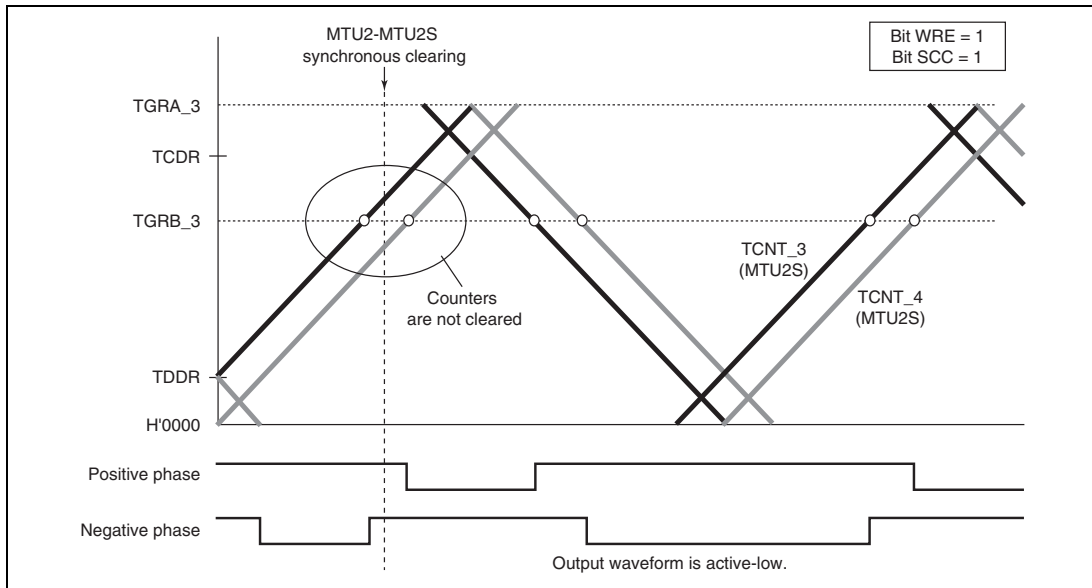 MTU2-MTU2S
synchronous clearing
Bit WRE = 1
Bit SCC = 1
TGRA_3
TCDR
TGRB_3
TCNT_3
(MTU2S)
TCNT_4
(MTU2S)
Counters
are not cleared
TDDR
H'0000
Positive phase
Negative phase
Output waveform is active-low.